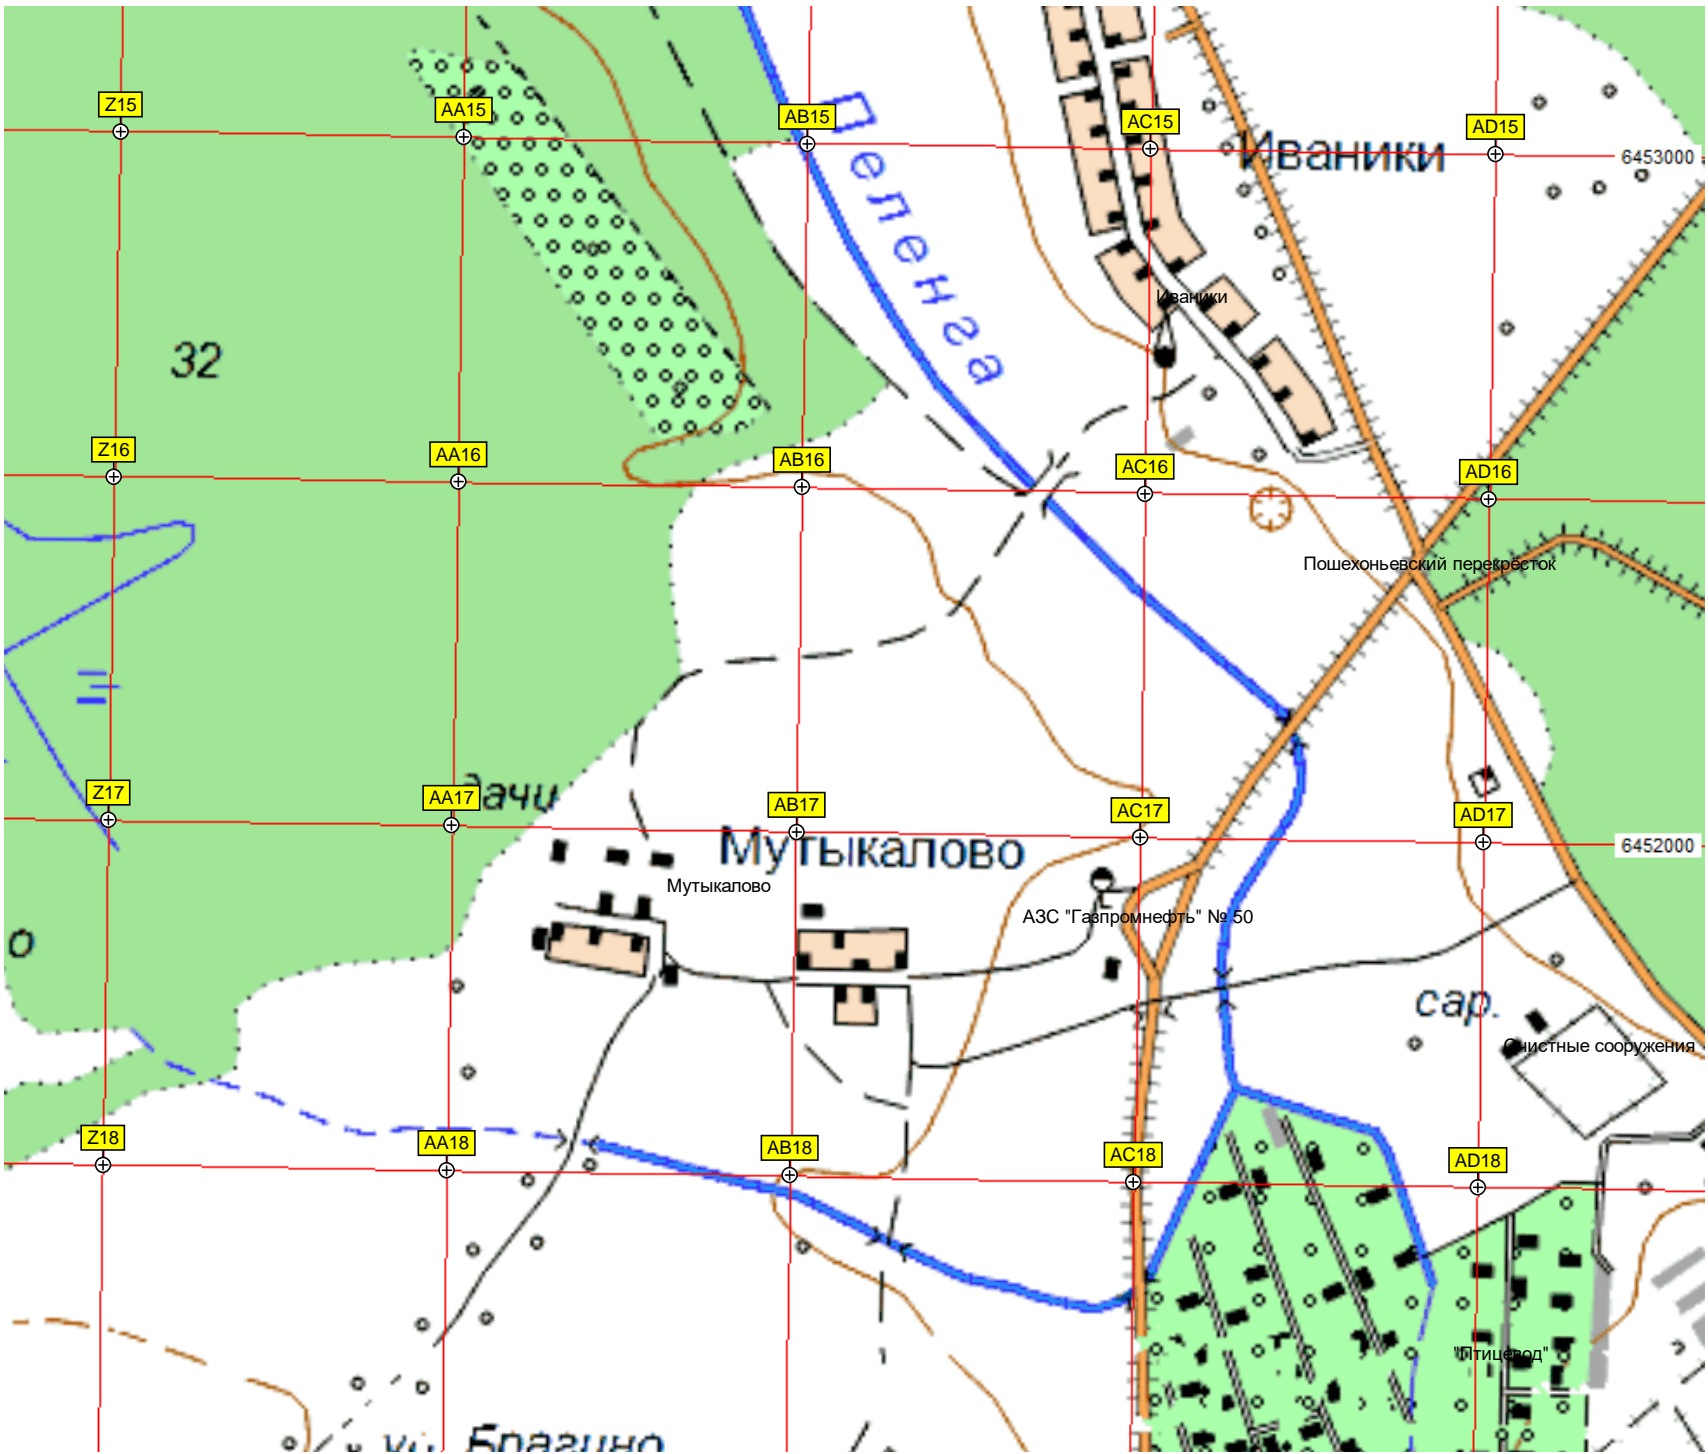 Z15
AA15
AB15
AC15
AD15
Пеленга
Иваники
6453000
Иваники
32
Z16
AA16
AB16
AC16
AD16
Пошехоньевский перекрёсток
Z17
AA17
дачи
AB17
AC17
AD17
Мутыкалово
6452000
Мутыкалово
АЗС "Газпромнефть" № 50
о
сар.
Очистные сооружения
Z18
AA18
AB18
AC18
AD18
"Птицевод"
Брагино